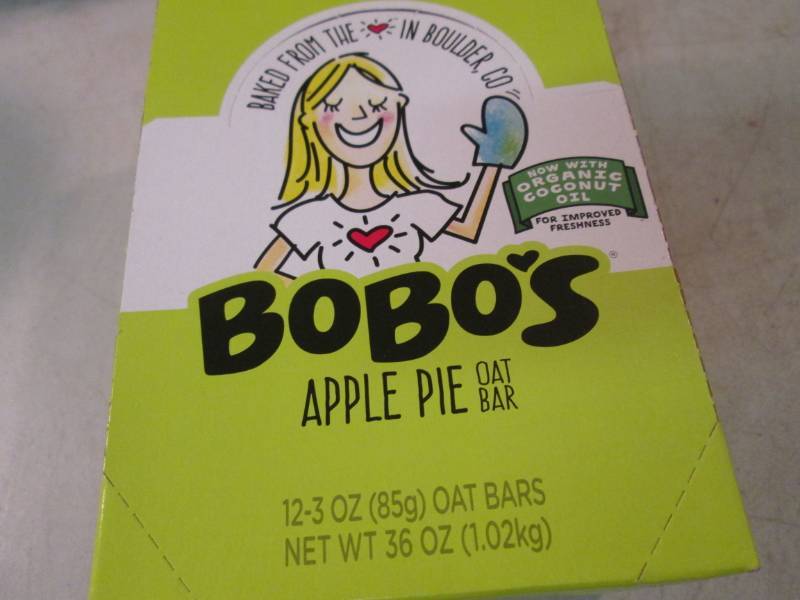 BAKED FROM THE IN BOULDER, CO
NOW WITH
ORGANIC
COCONUT
OIL
FOR IMPROVED
FRESHNESS
BOBO'S®
APPLE PIE OAT BAR
12-3 OZ (85g) OAT BARS
NET WT 36 OZ (1.02kg)